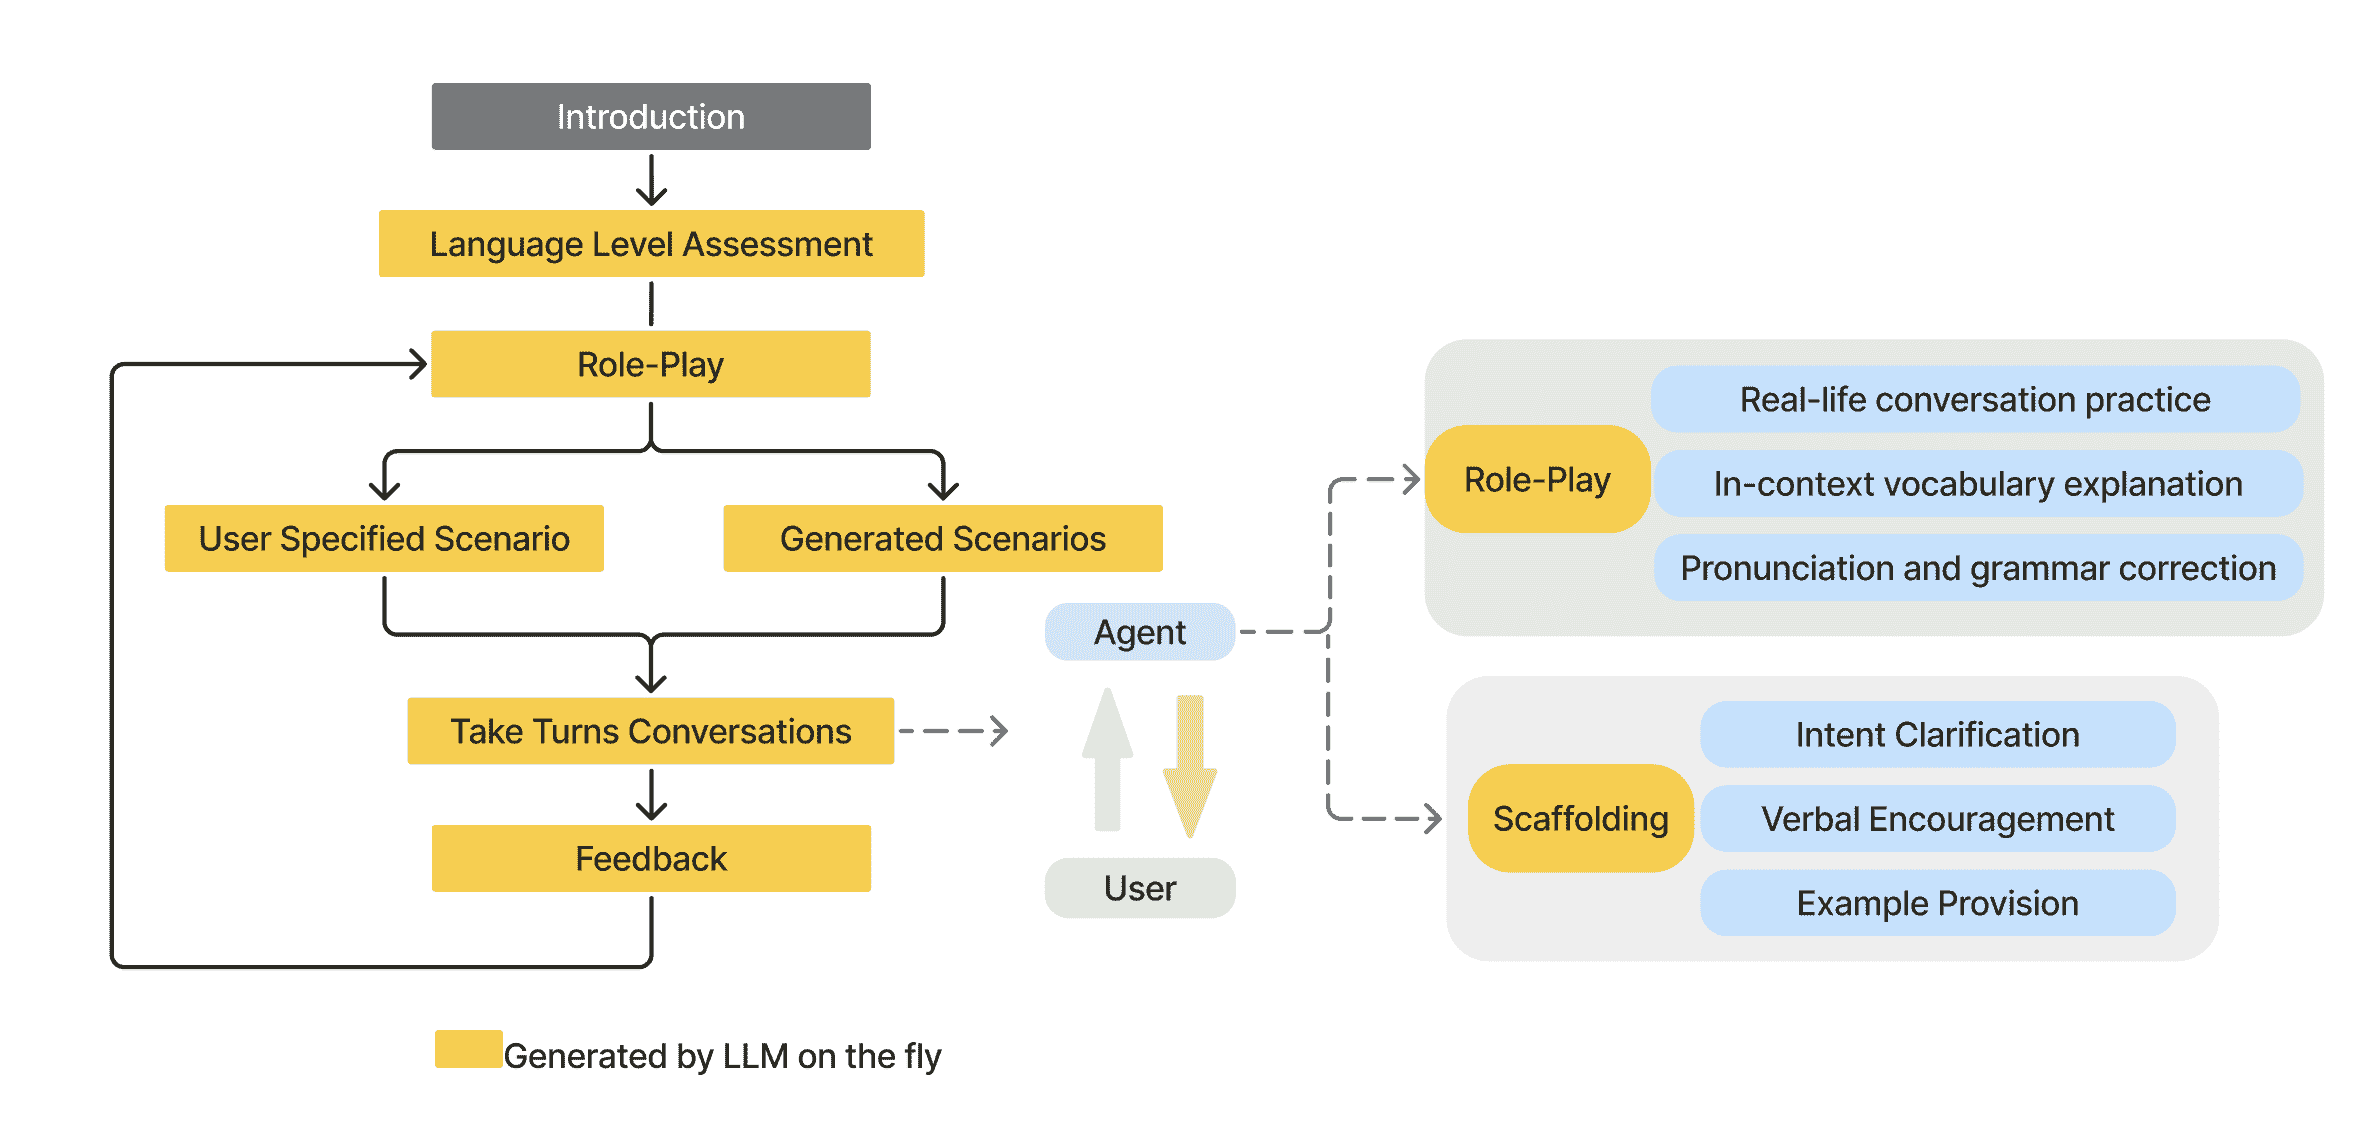 Introduction
Language Level Assessment
Role-Play
User Specified Scenario
Generated Scenarios
Take Turns Conversations
Feedback
Generated by LLM on the fly
Agent
User
Role-Play
Real-life conversation practice
In-context vocabulary explanation
Pronunciation and grammar correction
Scaffolding
Intent Clarification
Verbal Encouragement
Example Provision